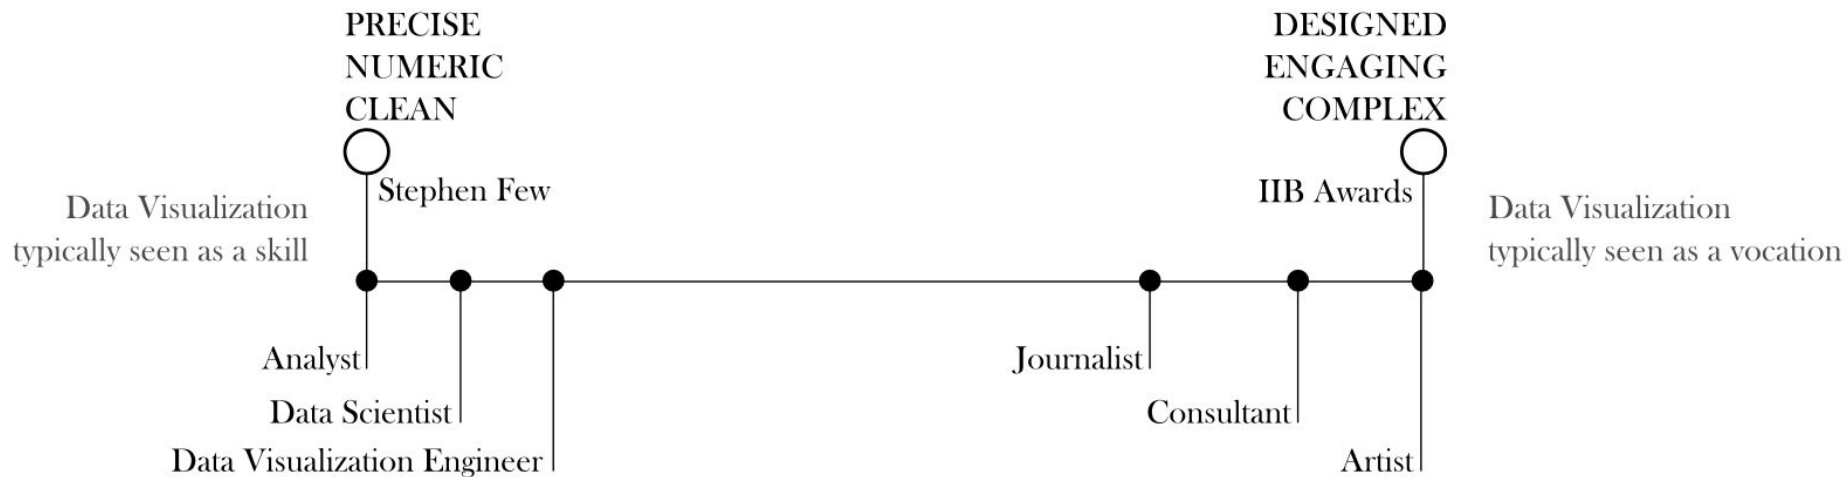 PRECISE
NUMERIC
CLEAN
DESIGNED
ENGAGING
COMPLEX
Stephen Few
IIB Awards
Data Visualization
typically seen as a skill
Data Visualization
typically seen as a vocation
Analyst
Data Scientist
Data Visualization Engineer
Journalist
Consultant
Artist